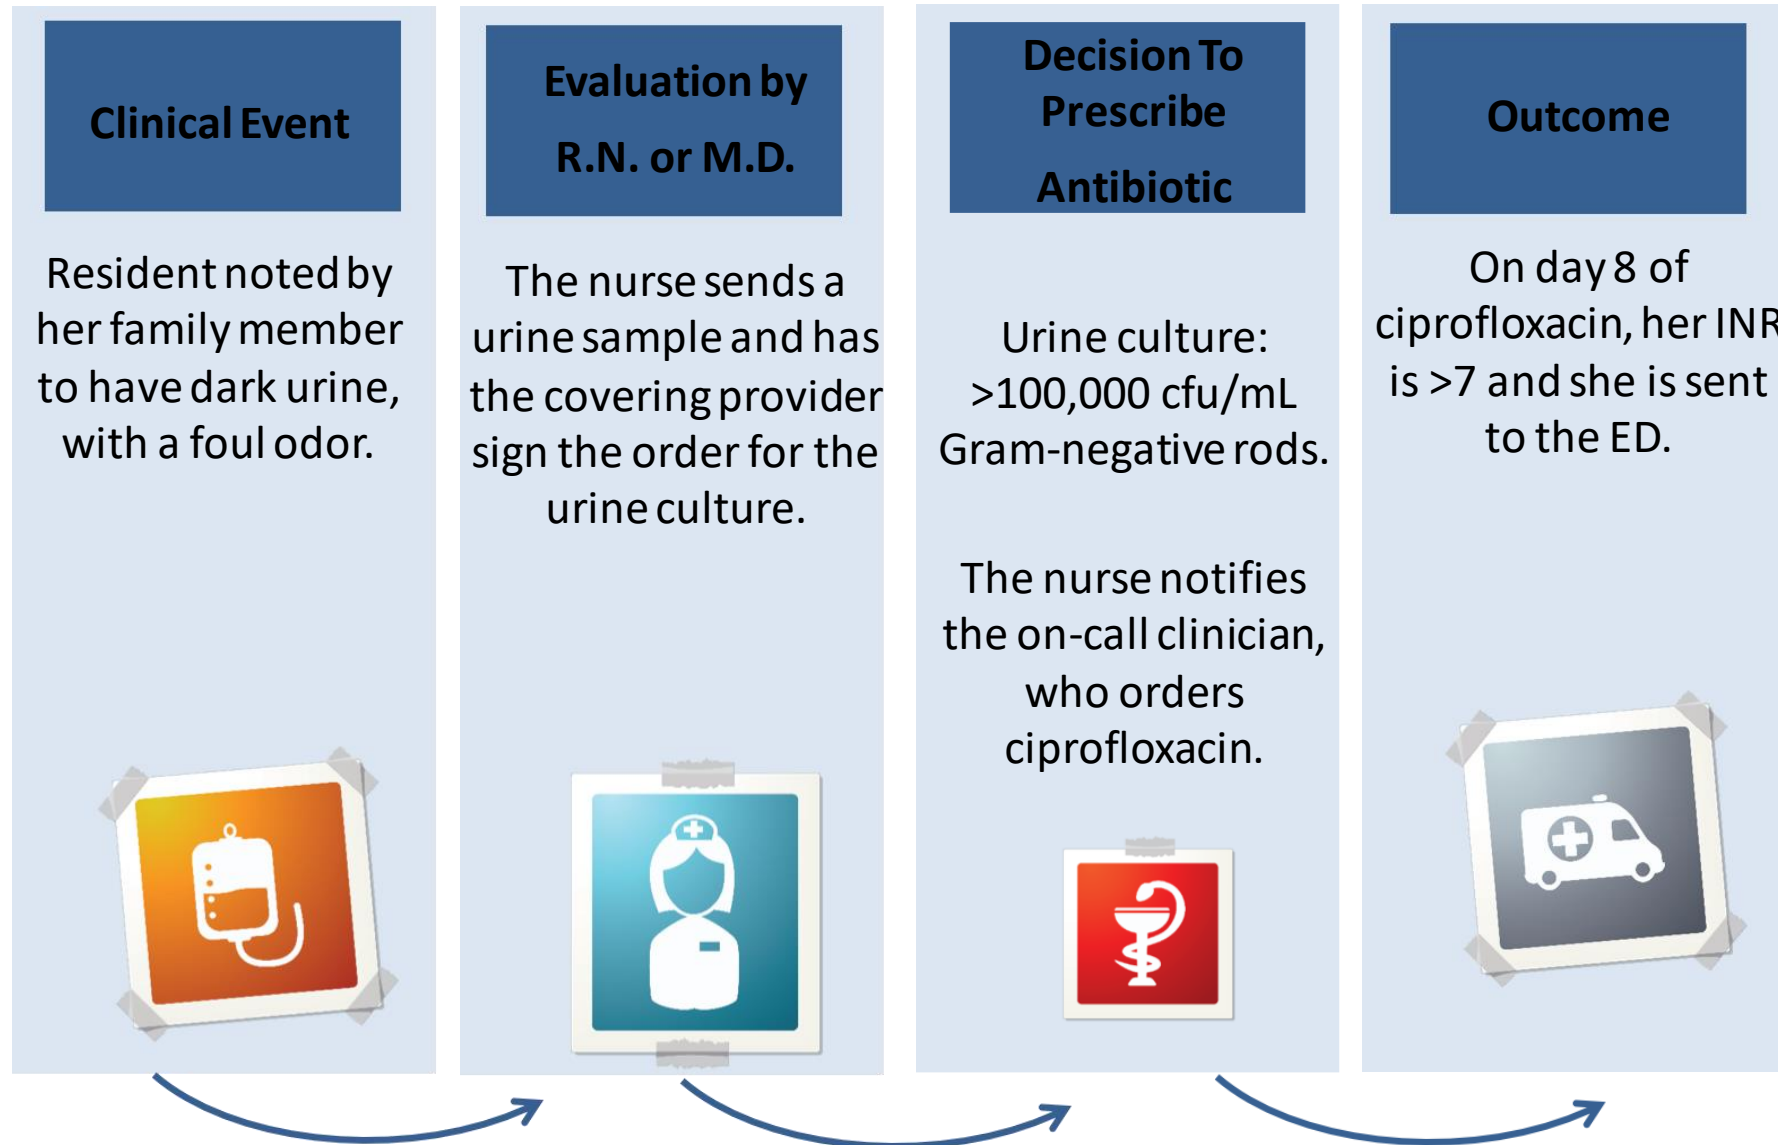 Clinical Event
Resident noted by
her family member
to have dark urine,
with a foul odor.
Evaluation by
R.N. or M.D.
The nurse sends a
urine sample and has
the covering provider
sign the order for the
urine culture.
Decision To
Prescribe
Antibiotic
Urine culture:
>100,000 cfu/mL
Gram-negative rods.
The nurse notifies
the on-call clinician,
who orders
ciprofloxacin.
Outcome
On day 8 of
ciprofloxacin, her INR
is >7 and she is sent
to the ED.